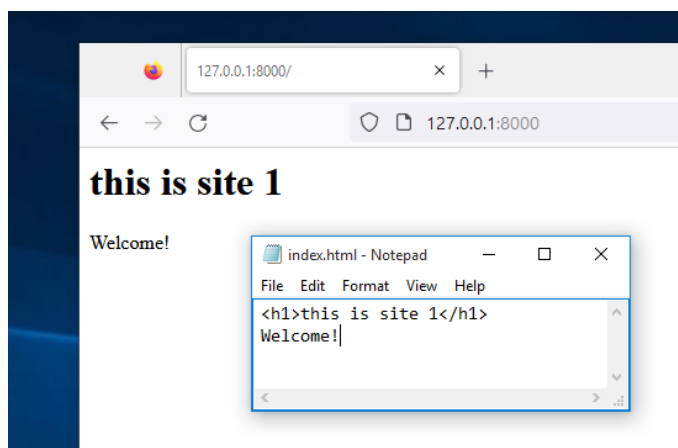 127.0.0.1:8000/
127.0.0.1:8000
this is site 1
Welcome!
index.html - Notepad
File Edit Format View Help
<h1>this is site 1</h1>
Welcome!